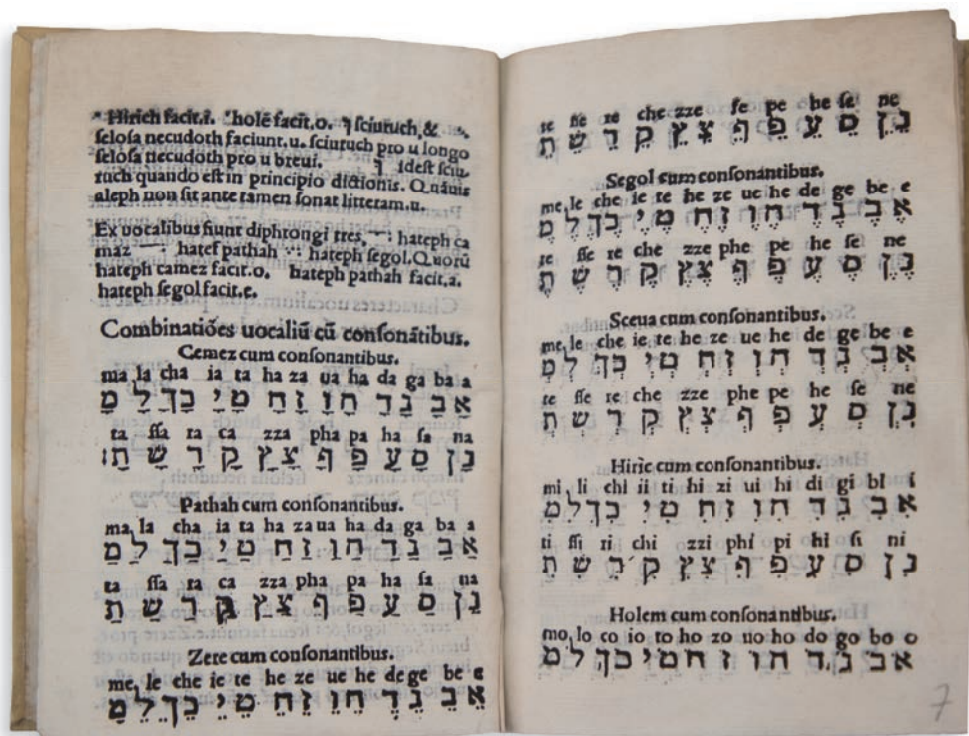 Hirich facit.i. holē facit.o. ֹו sciuruch, &
ſeloſa necudoth faciunt.u. ſciuruch pro u longo
ſeloſa necudoth pro u breui. וּ ideſt ſciu-
ruch quando eſt in principio dictionis. Quāuis
aleph non ſit ante tamen ſonat litteram.u.
Ex uocalibus fiunt diphtongi tres, hateph ca
maz hatef pathah hateph ſegol. Quorū
hateph camez facit.o, hateph pathah facit.a.
hateph ſegol facit.e.
Combinatiões uocaliū cū conſonātibus.
Cemez cum conſonantibus.
ma la cha ia ta ha za ua ha da ga ba a
אָ בָ גָ דָ הָ וָ זָ חָ טָ יָ כָ ךָ לָ מָ
ta ſſa ra ca zza pha pa ha ſa na
נָ ןָ סָ עָ פָ ףָ צָ ץָ קָ רָ שָ תָ׃
Pathah cum conſonantibus.
ma la cha ia ta ha za ua ha da ga ba a
אַ בַ גַ דַ הַ וַ זַ חַ טַ יַ כַ ךַ לַ מַ
ta ſſa ra ca zza pha pa ha ſa na
נַ ןַ סַ עַ פַ ףַ צַ ץַ קַ רַ שַ תַ
Zere cum conſonantibus.
me, le che ie te he ze ue he de ge be e
אֵ בֵ גֵ דֵ הֵ וֵ זֵ חֵ טֵ יֵ כֵ ךֵ לֵ מֵ
te ſſe re che zze fe pe he ſe ne
נֵ ןֵ סֵ עֵ פֵ ףֵ צֵ ץֵ קֵ רֵ שֵ תֵ
Segol cum conſonantibus.
me, le che ie te he ze ue he de ge be e
אֶ בֶ גֶ דֶ הֶ וֶ זֶ חֶ טֶ יֶ כֶ ךֶ לֶ מֶ
te ſſe re che zze phe pe he ſe ne
נֶ ןֶ סֶ עֶ פֶ ףֶ צֶ ץֶ קֶ רֶ שֶ תֶ
Sceua cum conſonantibus.
me, le che ie te he ze ue he de ge be e
אְ בְ גְ דְ הְ וְ זְ חְ טְ יְ כְ ךְ לְ מְ
te ſſe re che zze phe pe he ſe ne
נְ ןְ סְ עְ פְ ףְ צְ ץְ קְ רְ שְ תְ
Hiric cum conſonantibus.
mi, li chi ii ti hi zi ui hi di gi bi i
אִ בִ גִ דִ הִ וִ זִ חִ טִ יִ כִ ךִ לִ מִ
ti ſſi ri chi zzi phi pi hi ſi ni
נִ ןִ סִ עִ פִ ףִ צִ ץִ קִ רִ שִ תִ
Holem cum conſonantibus.
mo, lo co io to ho zo uo ho do go bo o
אֹ בֹ גֹ דֹ הֹ וֹ זֹ חֹ טֹ יֹ כֹ ךֹ לֹ מֹ
7